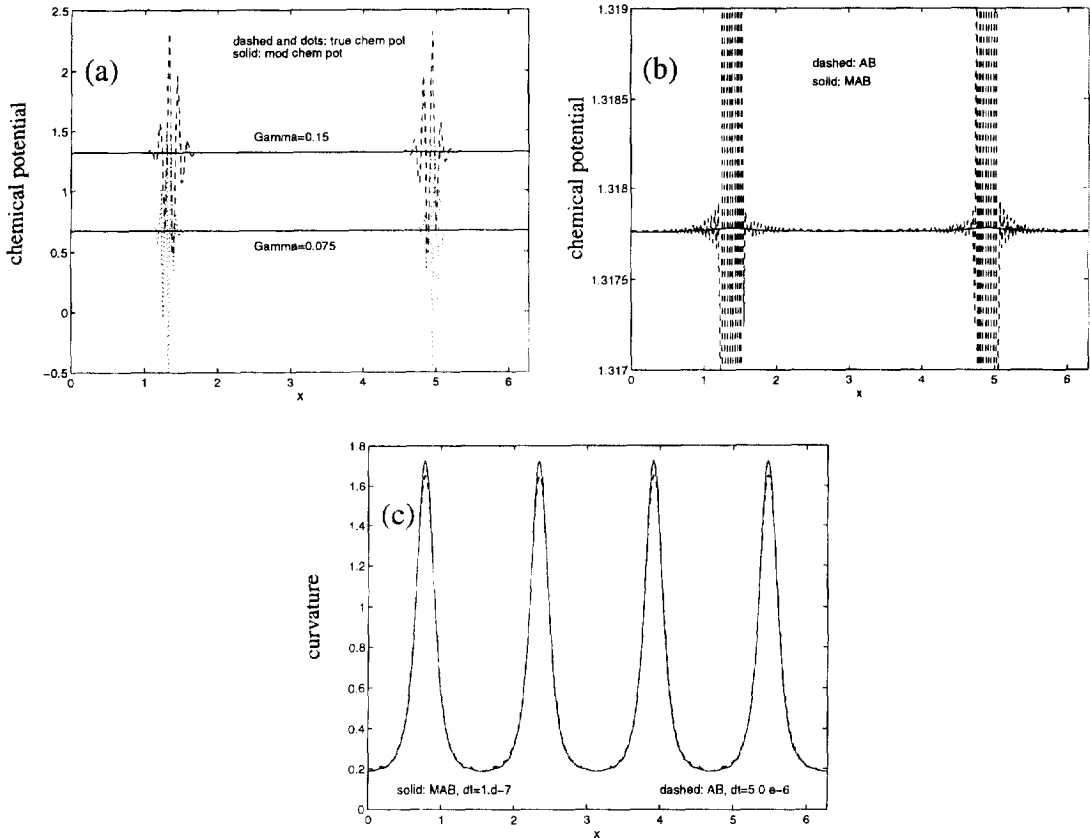 (a)
chemical potential
2.5
2
1.5
1
0.5
0
-0.5
dashed and dots: true chem pol
solid: mod chem pot
Gamma=0.15
Gamma=0.075
0 1 2 3 4 5 6
x
(b)
chemical potential
1.319
1.3185
1.318
1.3175
1.317
dashed: AB
solid: MAB
0 1 2 3 4 5 6
x
(c)
curvature
1.8
1.6
1.4
1.2
1
0.8
0.6
0.4
0.2
0
solid: MAB, dt=1.d-7
dashed: AB, dt=5.0 e-6
0 1 2 3 4 5 6
x